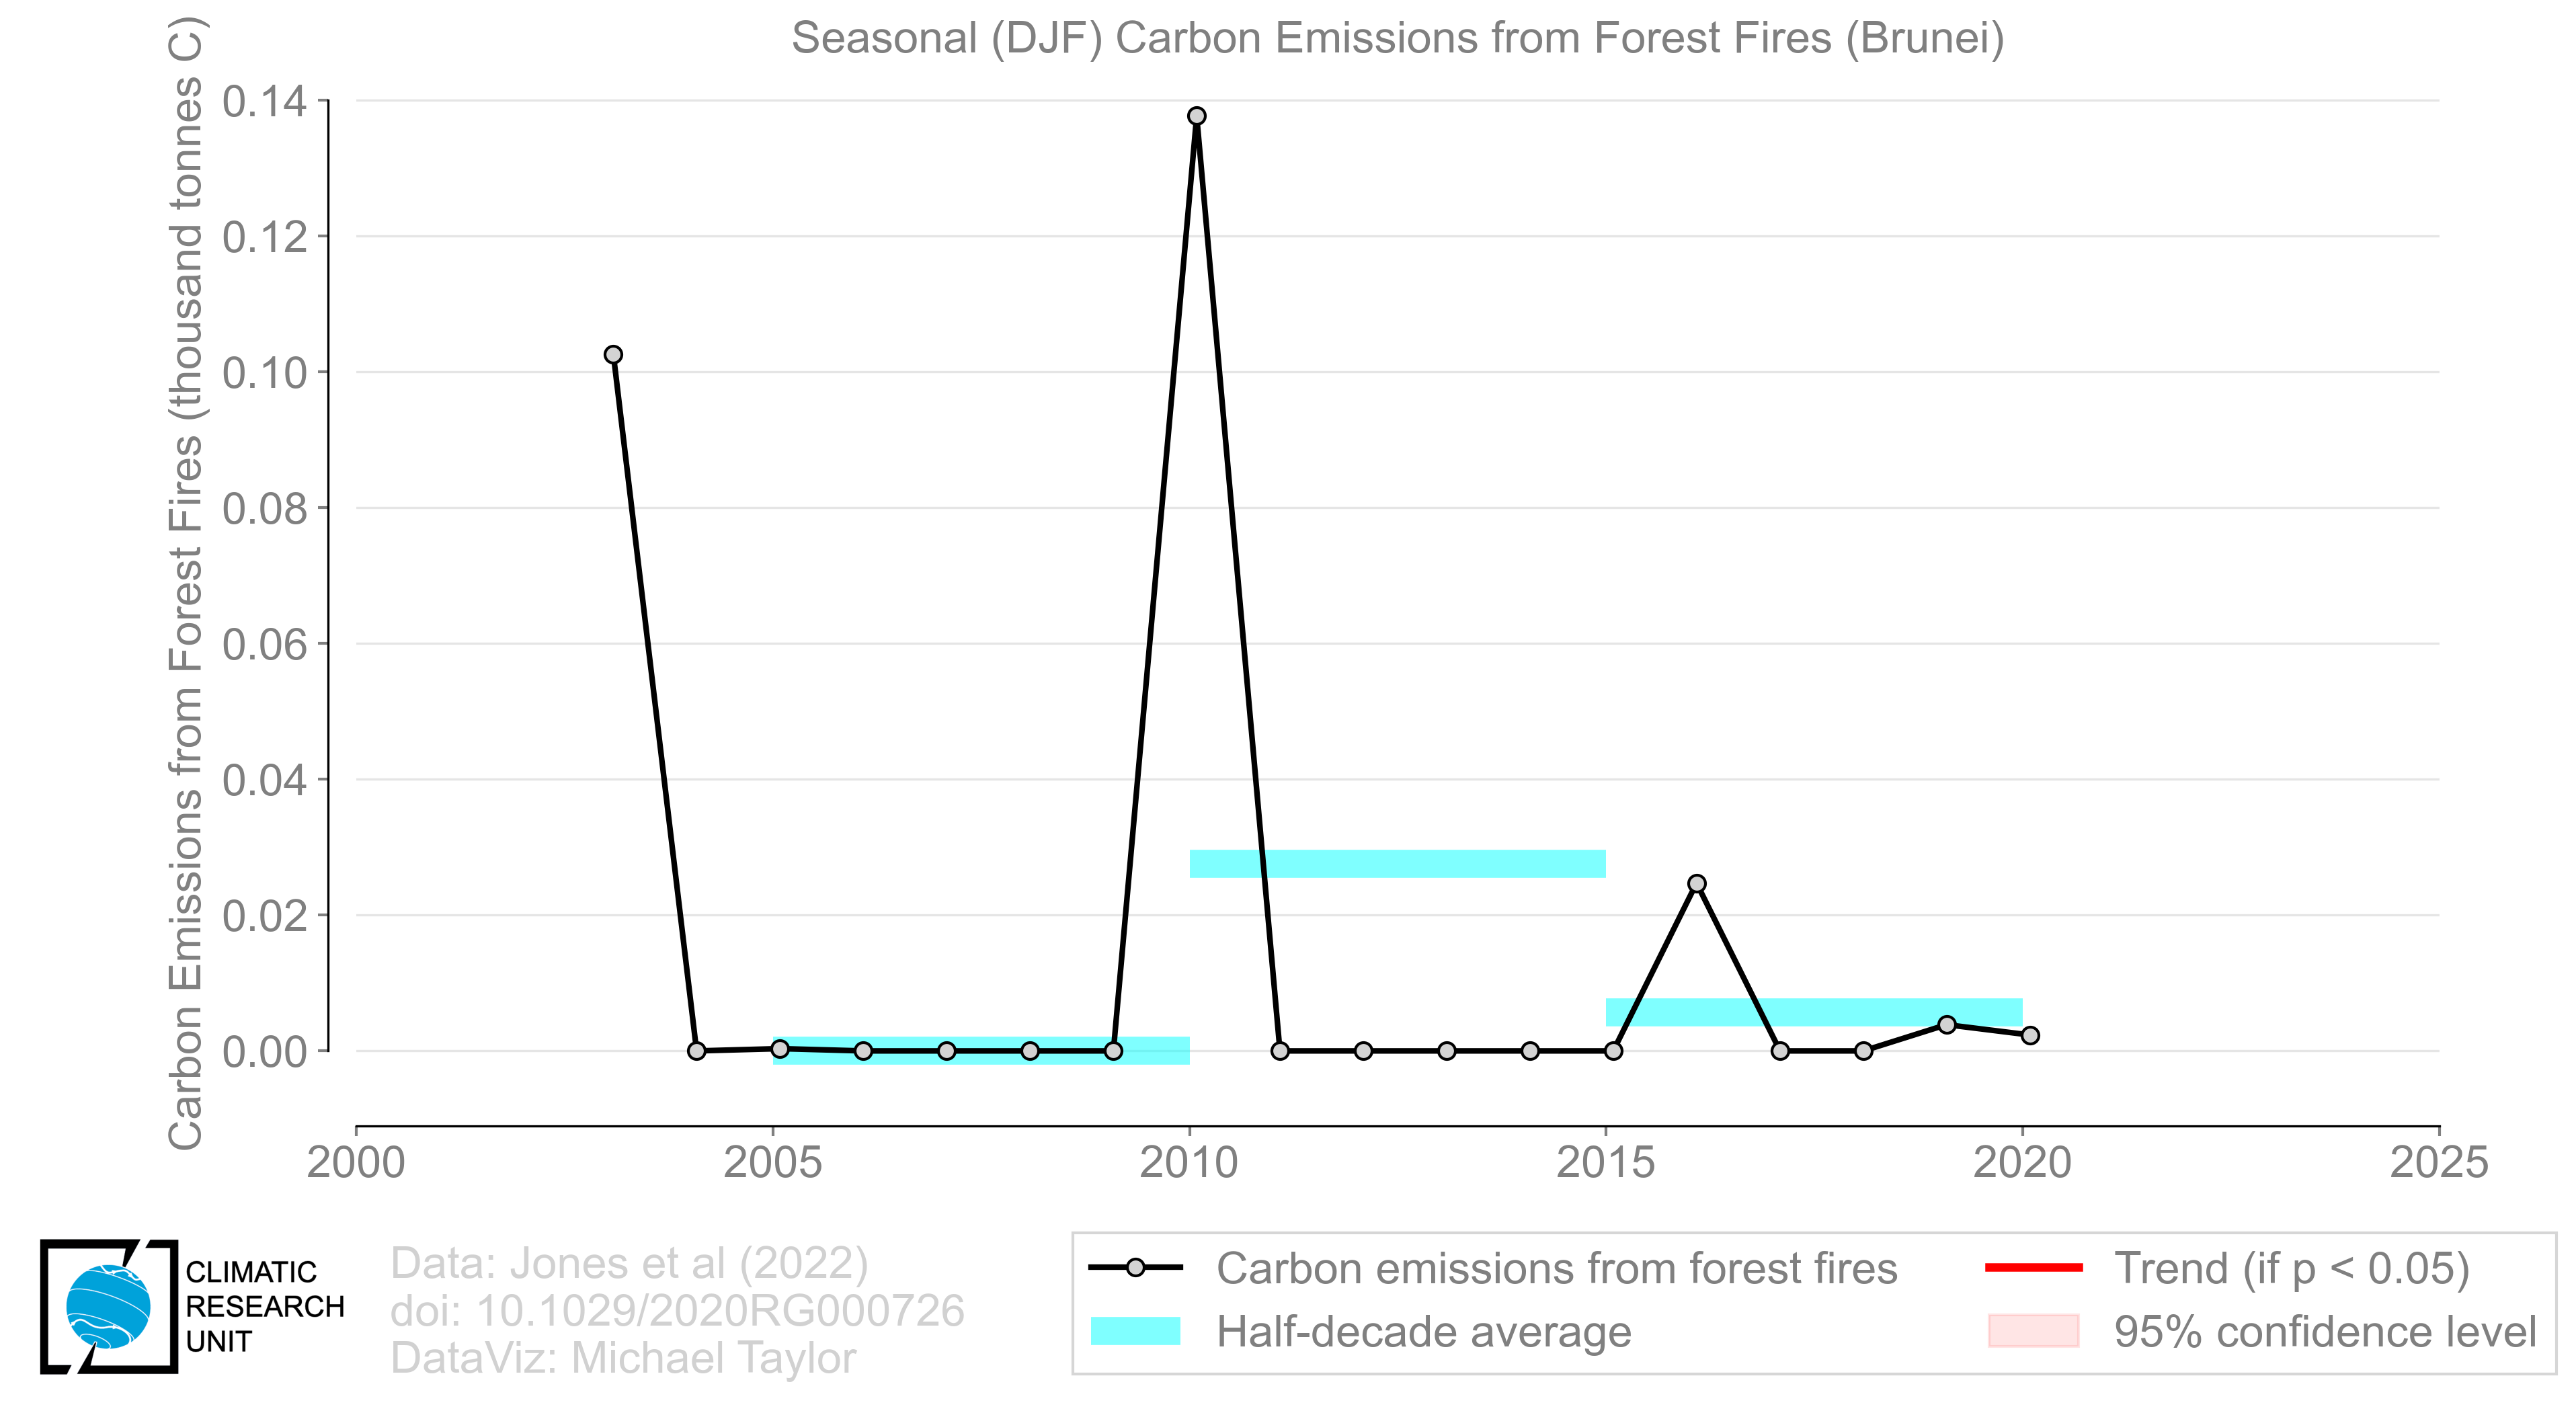 Seasonal (DJF) Carbon Emissions from Forest Fires (Brunei)
Carbon Emissions from Forest Fires (thousand tonnes C)
0.14
0.12
0.10
0.08
0.06
0.04
0.02
0.00
2000
2005
2010
2015
2020
2025
CLIMATIC
RESEARCH
UNIT
Data: Jones et al (2022)
doi: 10.1029/2020RG000726
DataViz: Michael Taylor
Carbon emissions from forest fires
Half-decade average
Trend (if p < 0.05)
95% confidence level